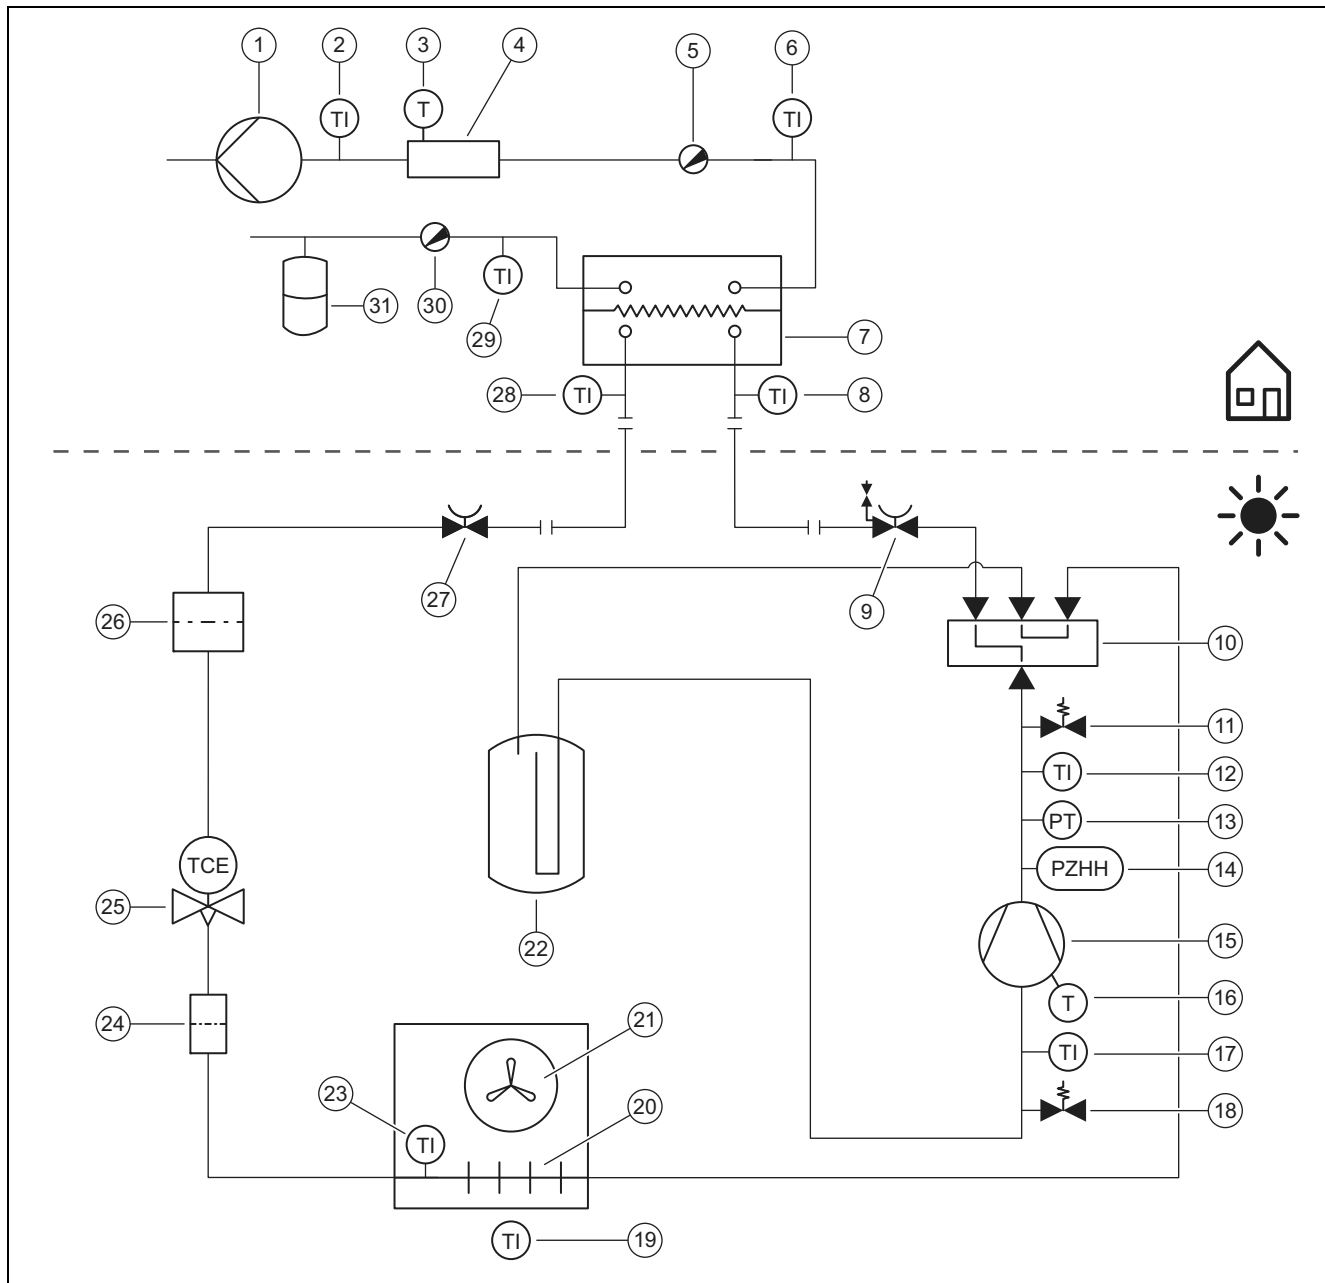 1 2 3 4 5 6
TI T TI
TI
31 30 29
7
28 TI TI 8
27 9
26 10
11
TI 12
PT 13
TCE PZHH 14
25
22 15
T 16
24 21
TI 17
23 20 18
TI
TI 19